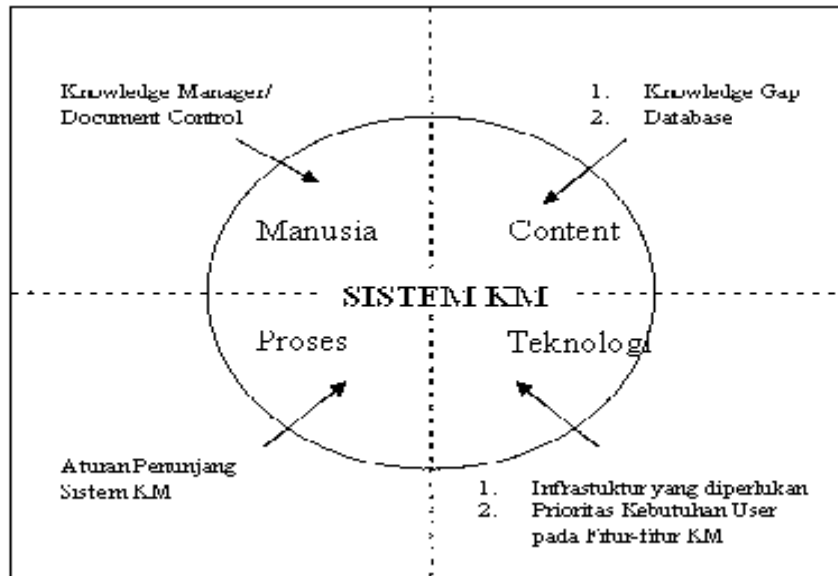 Knowledge Manager/
Document Control
1. Knowledge Gap
2. Database
Manusia
Content
SISTEM KM
Proses
Teknologi
Aturan Penunjang
Sistem KM
1. Infrastuktur yang diperlukan
2. Prioritas Kebutuhan User
pada Fitur-fitur KM